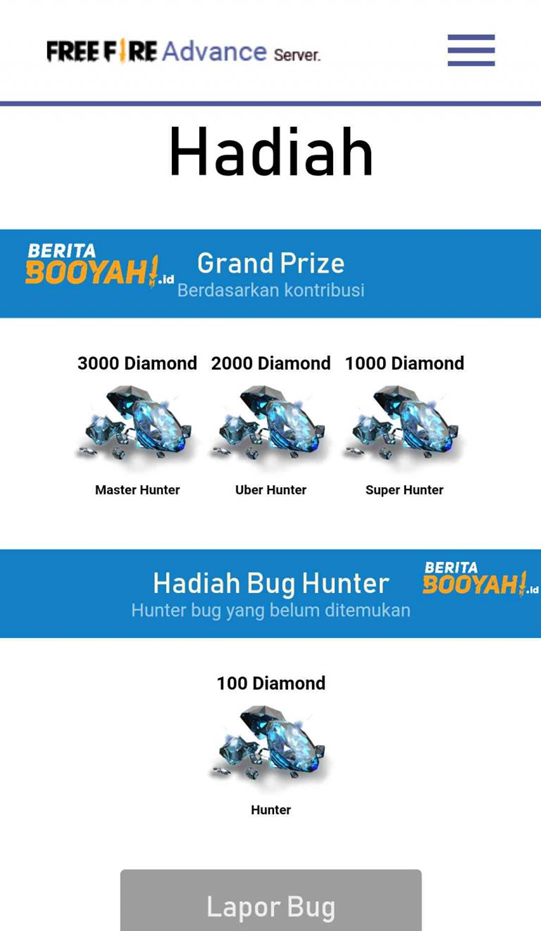 FREE FIRE Advance Server.
Hadiah
BERITA
BOOYAH!.id
Grand Prize
Berdasarkan kontribusi
3000 Diamond 2000 Diamond 1000 Diamond
Master Hunter Uber Hunter Super Hunter
Hadiah Bug Hunter
Hunter bug yang belum ditemukan
BERITA
BOOYAH!.id
100 Diamond
Hunter
Lapor Bug